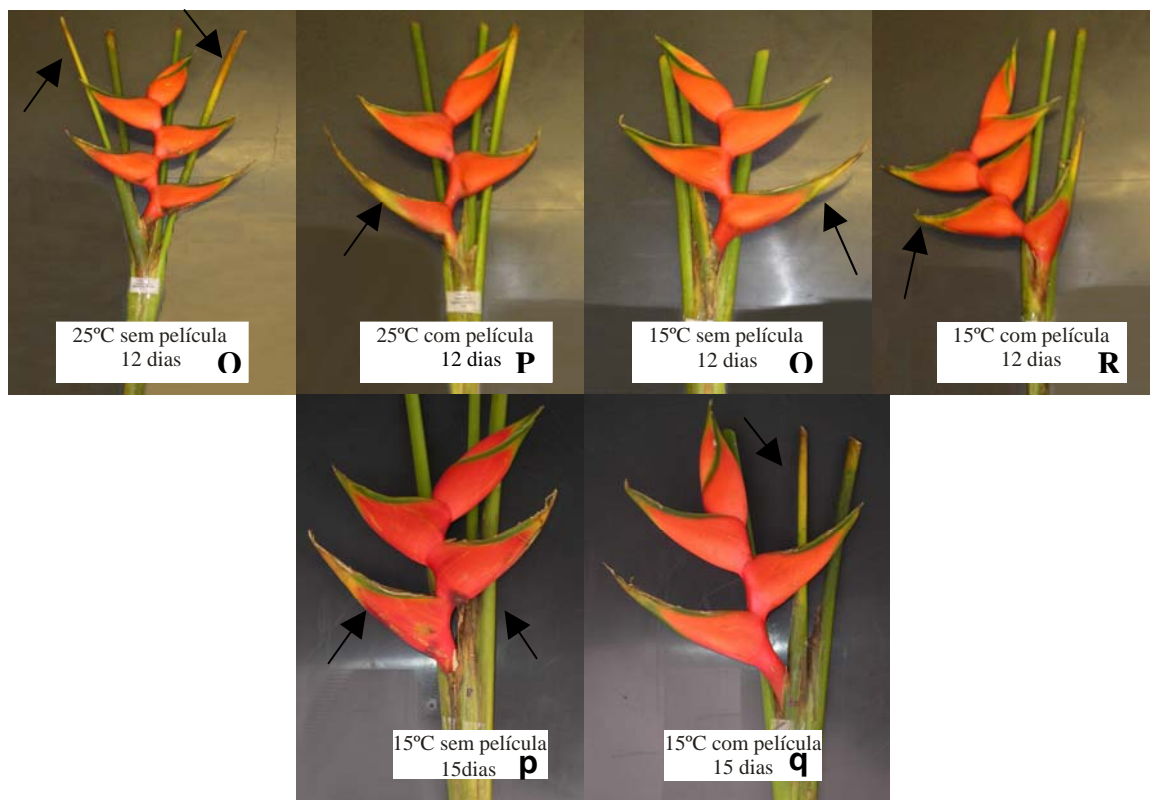 25ºC sem película
12 dias O
25ºC com película
12 dias P
15ºC sem película
12 dias Q
15ºC com película
12 dias R
15ºC sem película
15dias p
15ºC com película
15 dias q